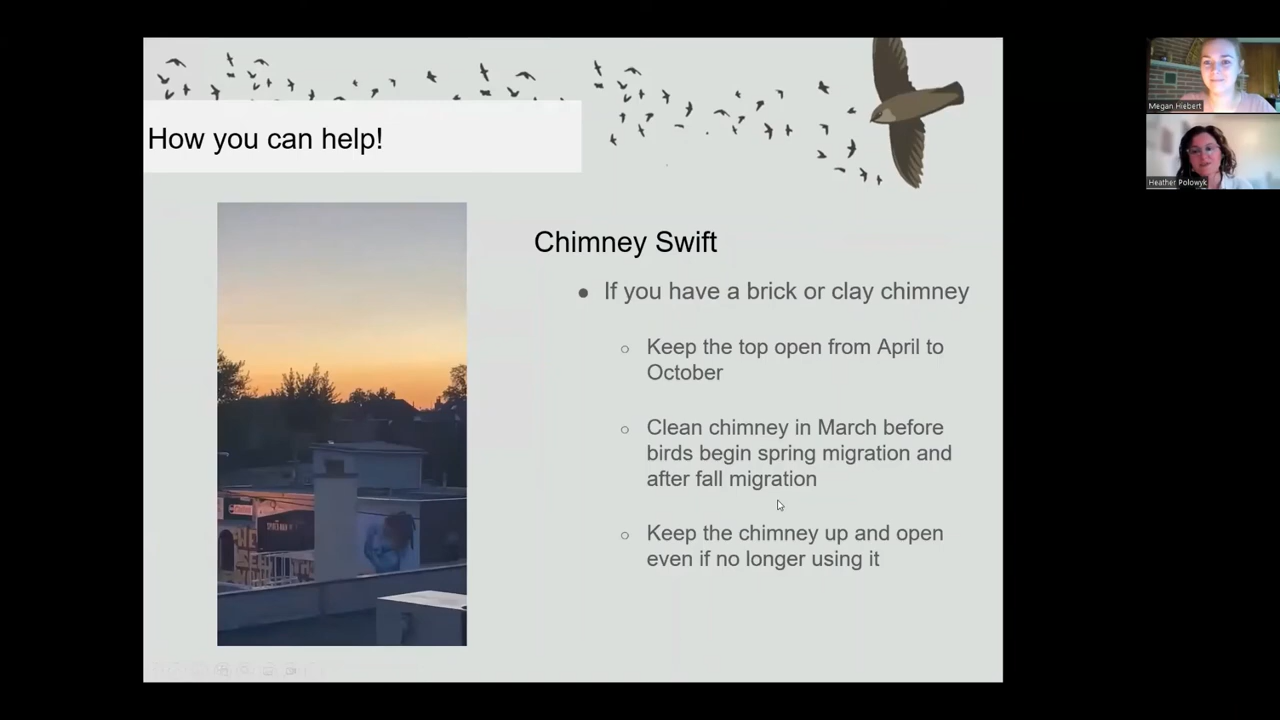 How you can help!
Chimney Swift
If you have a brick or clay chimney
Keep the top open from April to
October
Clean chimney in March before
birds begin spring migration and
after fall migration
Keep the chimney up and open
even if no longer using it
Megan Hiebert
Heather Polowyk